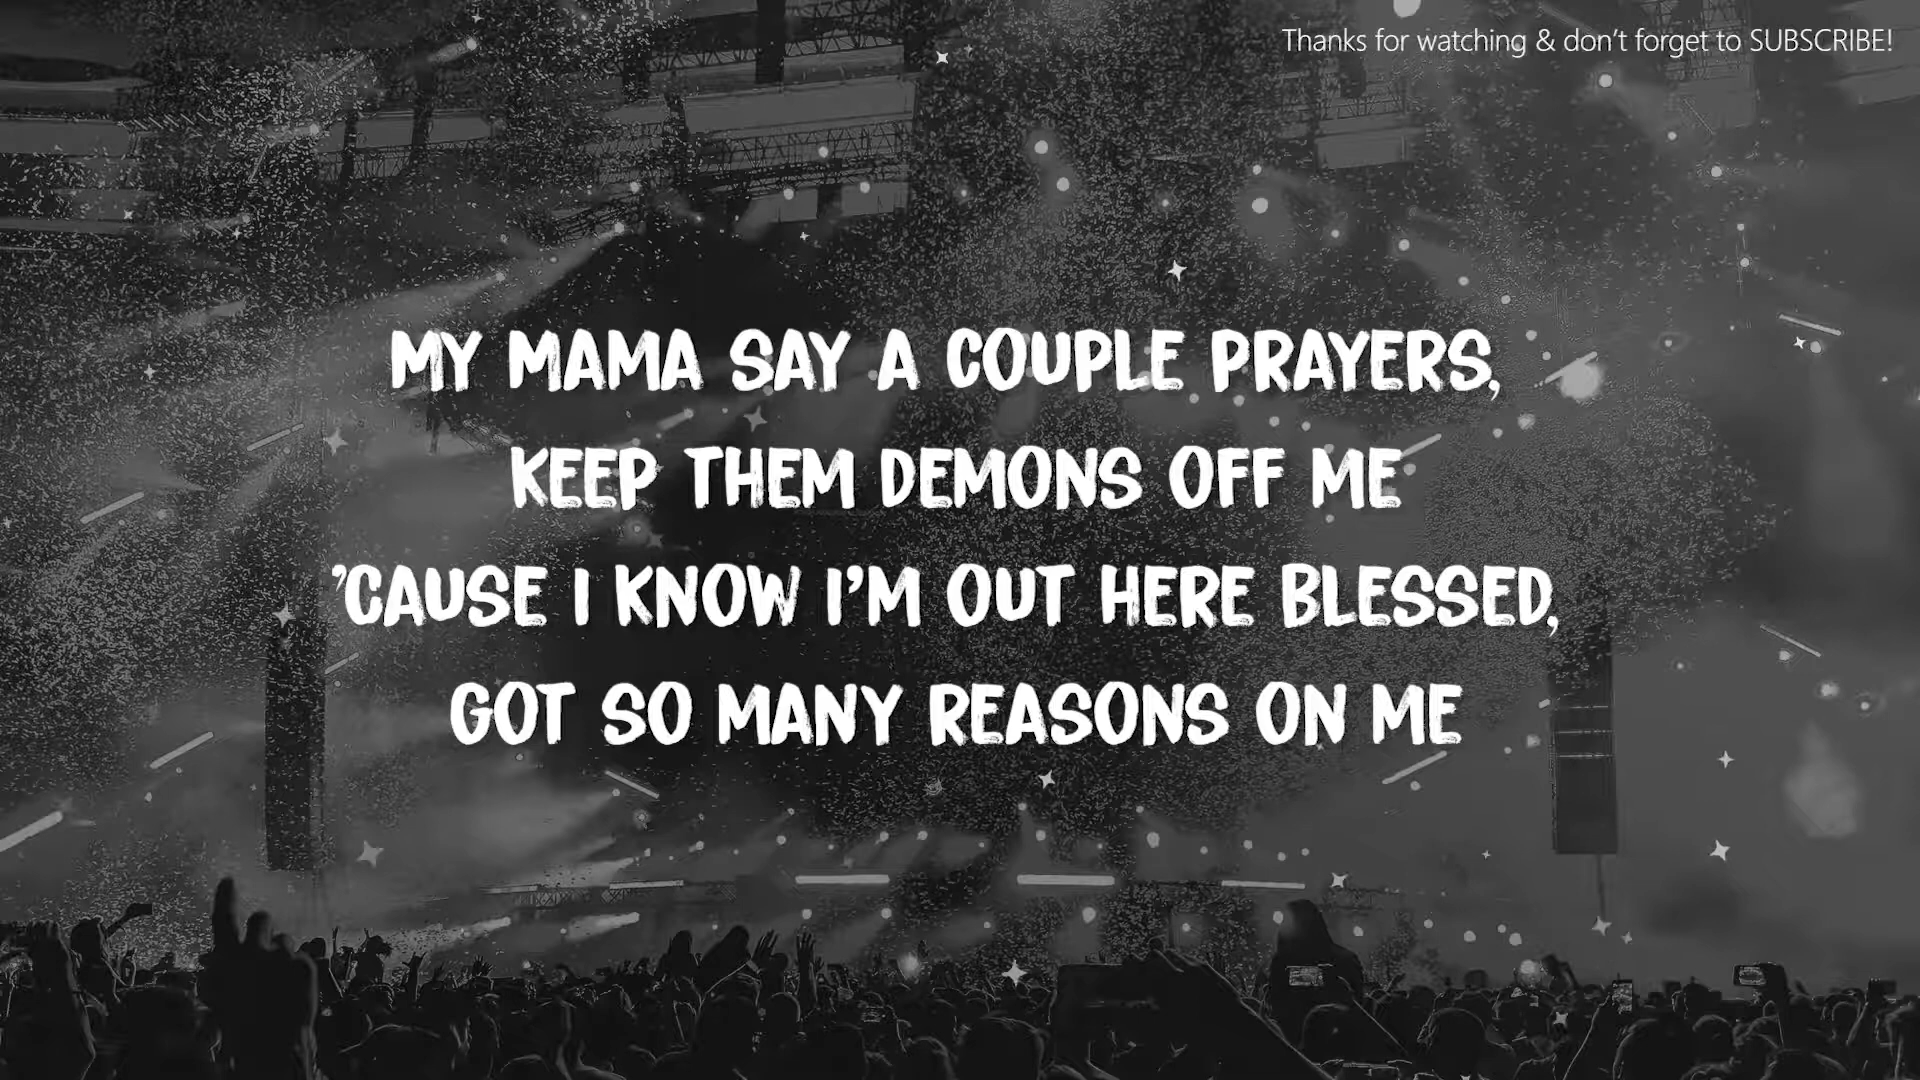 Thanks for watching & don't forget to SUBSCRIBE!
MY MAMA SAY A COUPLE PRAYERS,
KEEP THEM DEMONS OFF ME
'CAUSE I KNOW I'M OUT HERE BLESSED,
GOT SO MANY REASONS ON ME